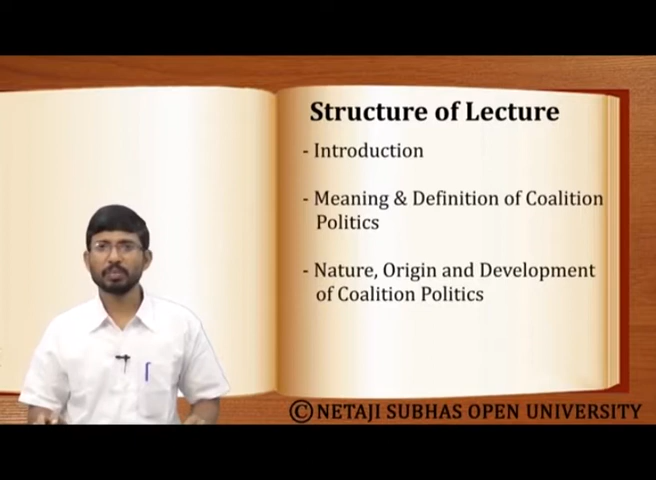 Structure of Lecture
- Introduction
- Meaning & Definition of Coalition
Politics
- Nature, Origin and Development
of Coalition Politics
© NETAJI SUBHAS OPEN UNIVERSITY